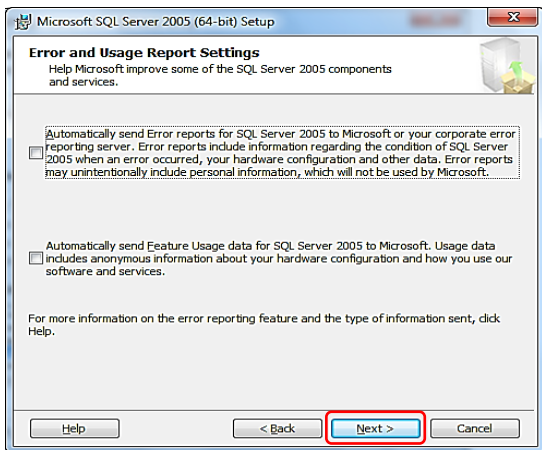 Microsoft SQL Server 2005 (64-bit) Setup
Error and Usage Report Settings
Help Microsoft improve some of the SQL Server 2005 components
and services.
Automatically send Error reports for SQL Server 2005 to Microsoft or your corporate error
reporting server. Error reports include information regarding the condition of SQL Server
2005 when an error occurred, your hardware configuration and other data. Error reports
may unintentionally include personal information, which will not be used by Microsoft.
Automatically send Feature Usage data for SQL Server 2005 to Microsoft. Usage data
includes anonymous information about your hardware configuration and how you use our
software and services.
For more information on the error reporting feature and the type of information sent, click
Help.
Help
< Back
Next >
Cancel